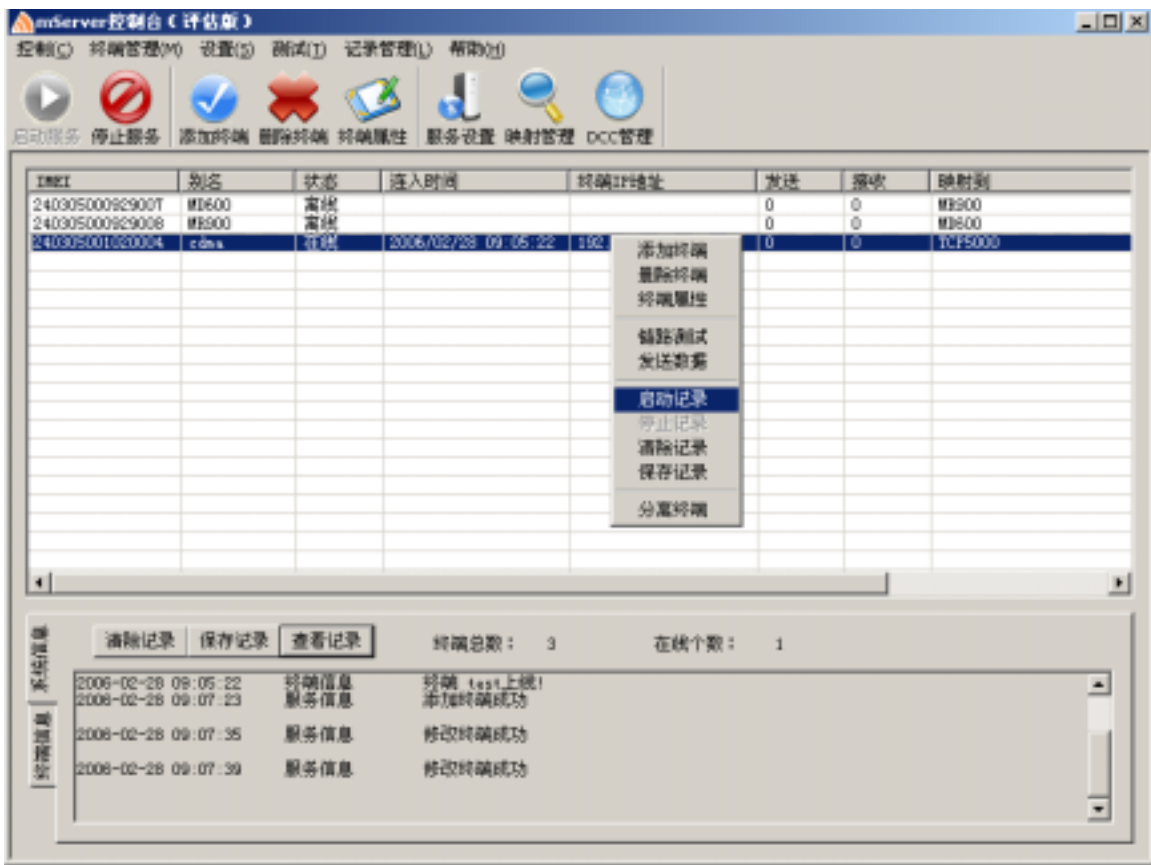 mServer控制台(评估版)
控制(C) 终端管理(M) 设置(S) 测试(T) 记录管理(L) 帮助(H)
启动服务 停止服务 添加终端 删除终端 终端属性 服务设置 映射管理 DCC管理
IMEI 别名 状态 连入时间 终端IP地址 发送 接收 映射到
240305000929007 MD600 离线 0 0 MR900
240305000929008 MR900 离线 0 0 MD600
240305001020004 cdma 在线 2006/02/28 09:05:22 192. 0 0 TCP5000
添加终端
删除终端
终端属性
链路测试
发送数据
启动记录
停止记录
清除记录
保存记录
分离终端
系统信息
终端信息
清除记录 保存记录 查看记录 终端总数: 3 在线个数: 1
2006-02-28 09:05:22 终端信息 终端 test上线!
2006-02-28 09:07:23 服务信息 添加终端成功
2006-02-28 09:07:35 服务信息 修改终端成功
2006-02-28 09:07:39 服务信息 修改终端成功